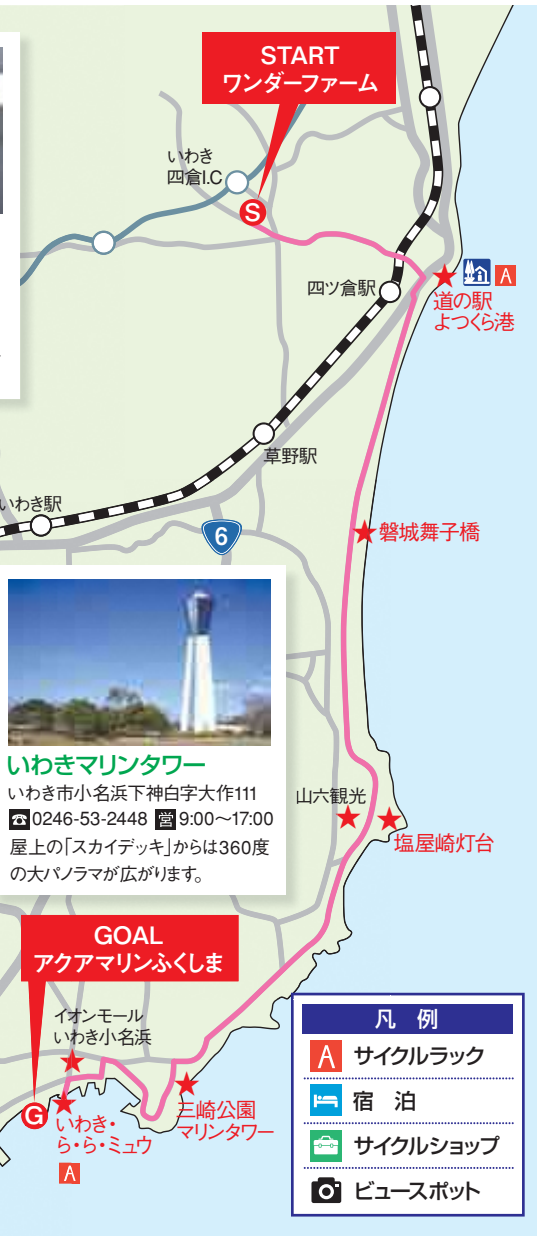 START
ワンダーファーム
いわき
四倉I.C
S
四ツ倉駅
A
道の駅
よつくら港
草野駅
いわき駅
6
磐城舞子橋
いわきマリンタワー
いわき市小名浜下神白字大作111
☎0246-53-2448 営9:00〜17:00
屋上の「スカイデッキ」からは360度
の大パノラマが広がります。
山六観光
塩屋崎灯台
GOAL
アクアマリンふくしま
イオンモール
いわき小名浜
G
いわき・
ら・ら・ミュウ
A
三崎公園
マリンタワー
凡例
A サイクルラック
宿泊
サイクルショップ
ビュースポット